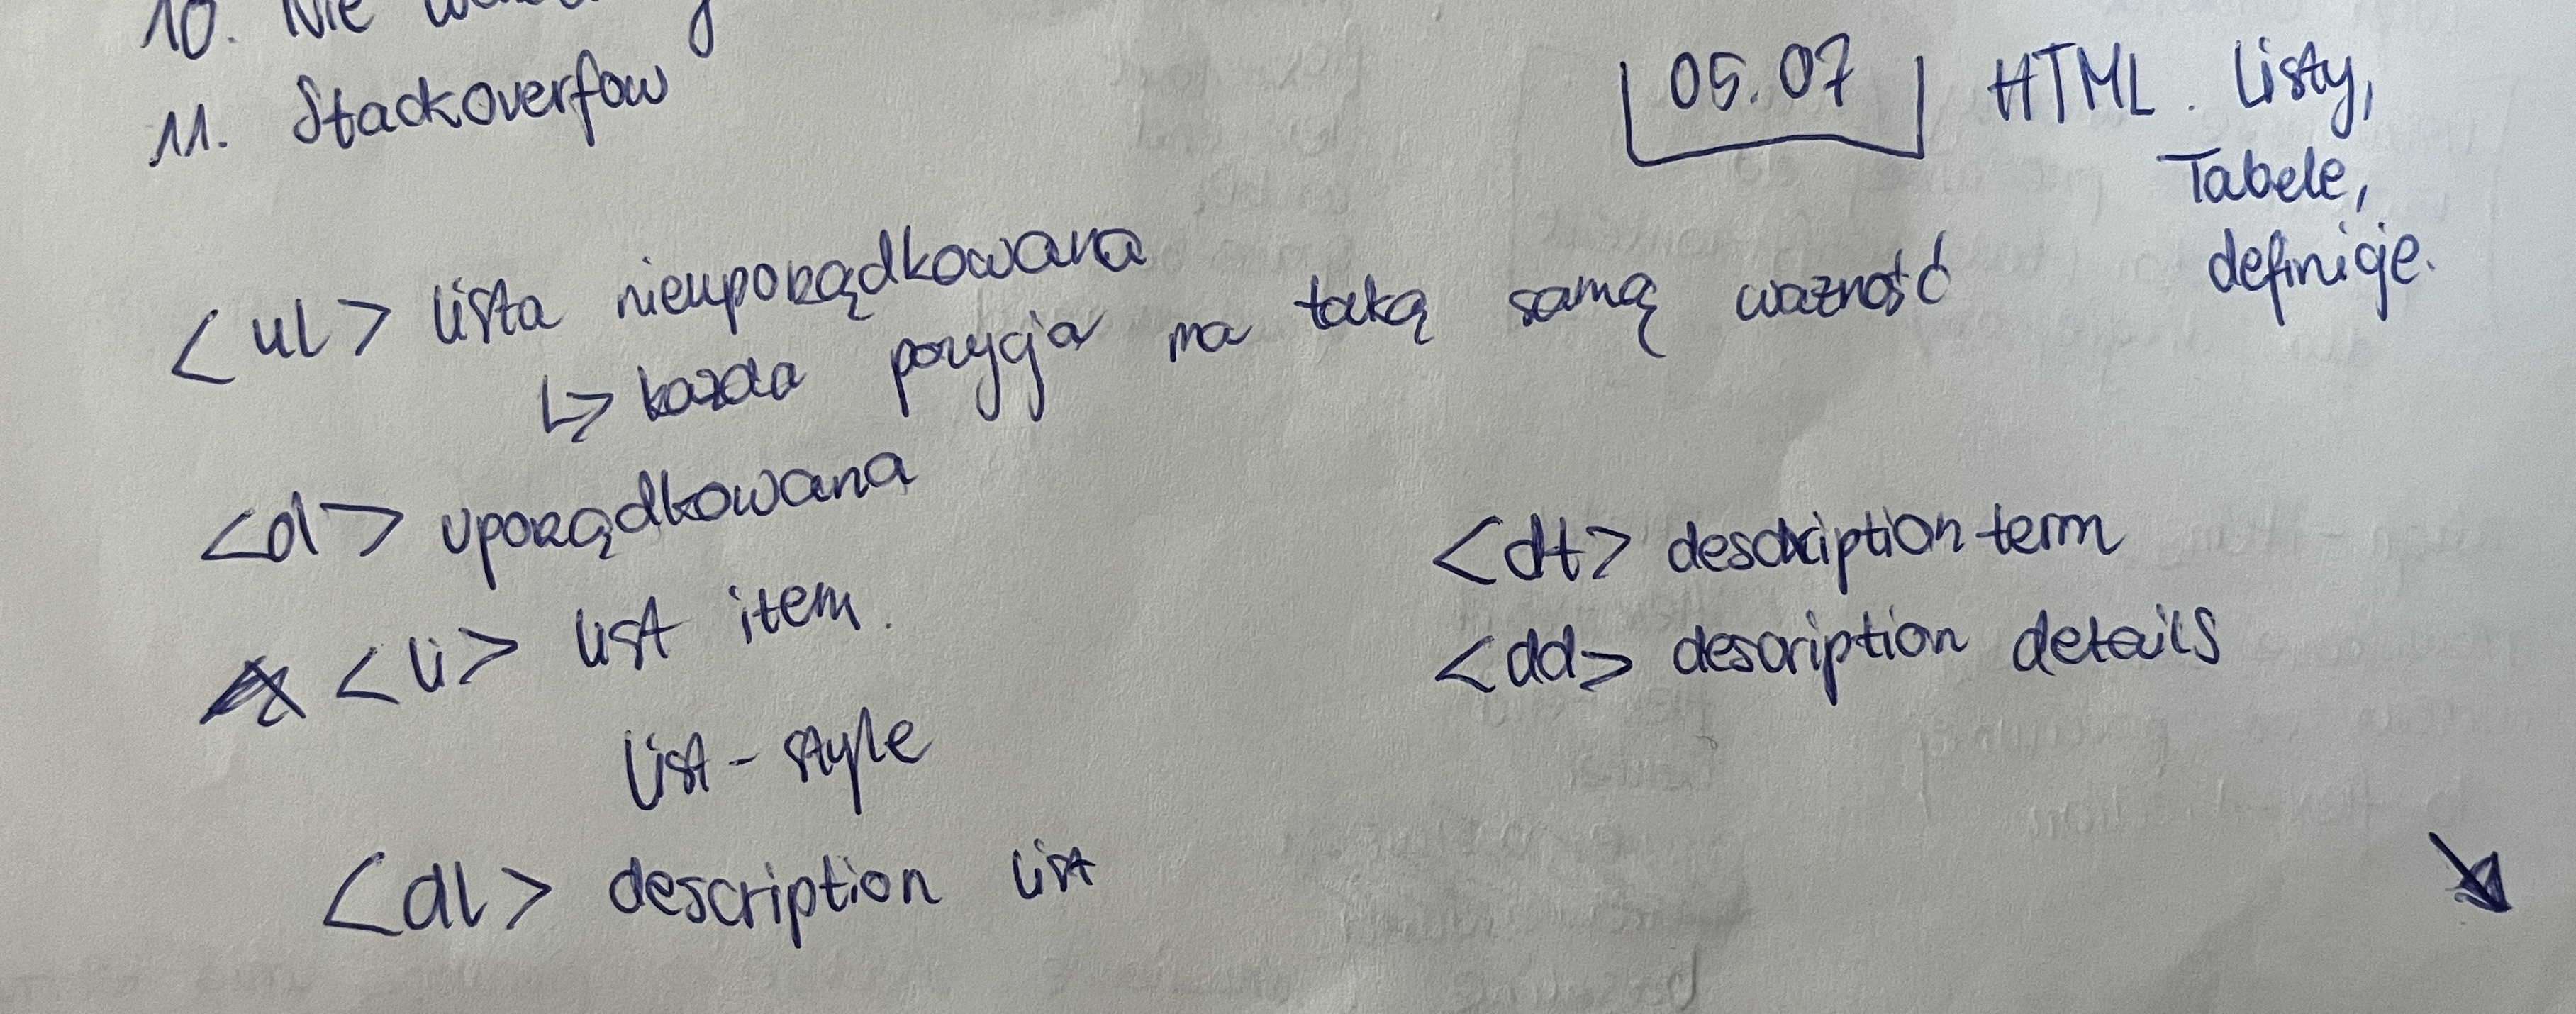 10. Nie
11. Stackoverfow
05.07 HTML. Listy,
Tabele,
definicje.
<ul> lista nieuporządkowana
↳ każda pozycja ma taką samą ważność
<ol> uporządkowana
<li> list item.
list-style
<dl> description list
<dt> description term
<dd> description details